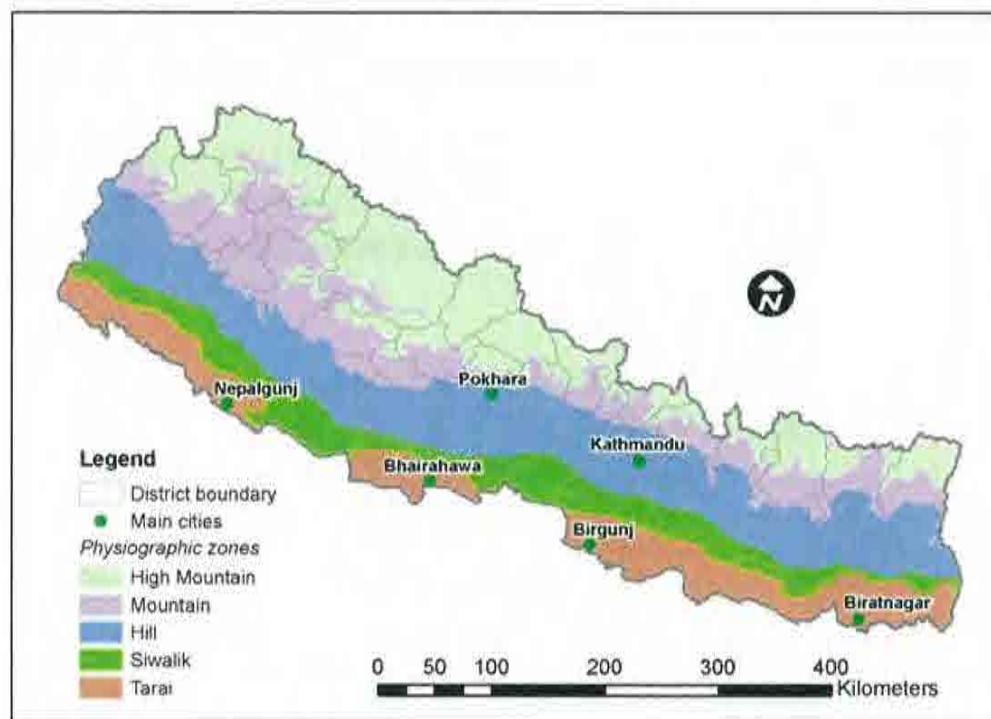 N
Pokhara
Nepalgunj
Kathmandu
Bhairahawa
Birgunj
Biratnagar
Legend
District boundary
Main cities
Physiographic zones
High Mountain
Mountain
Hill
Siwalik
Tarai
0 50 100 200 300 400
Kilometers